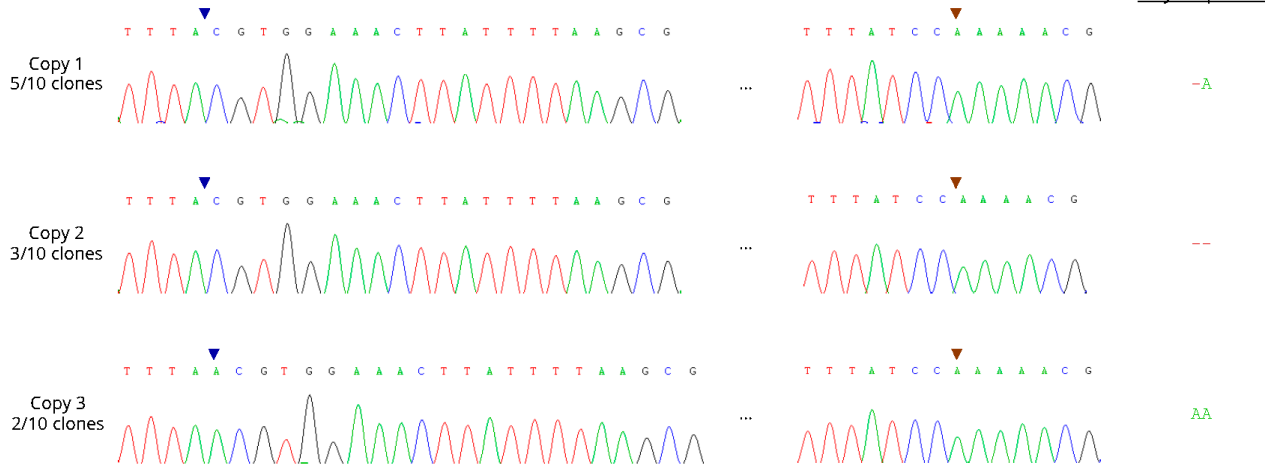 T T T A C G T G G A A A C T T A T T T T A A G C G T T T A T C C A A A A A C G
Copy 1
5/10 clones
...
-A
T T T A C G T G G A A A C T T A T T T T A A G C G T T T A T C C A A A A C G
Copy 2
3/10 clones
...
--
T T T A A C G T G G A A A C T T A T T T T A A G C G T T T A T C C A A A A A C G
Copy 3
2/10 clones
...
AA